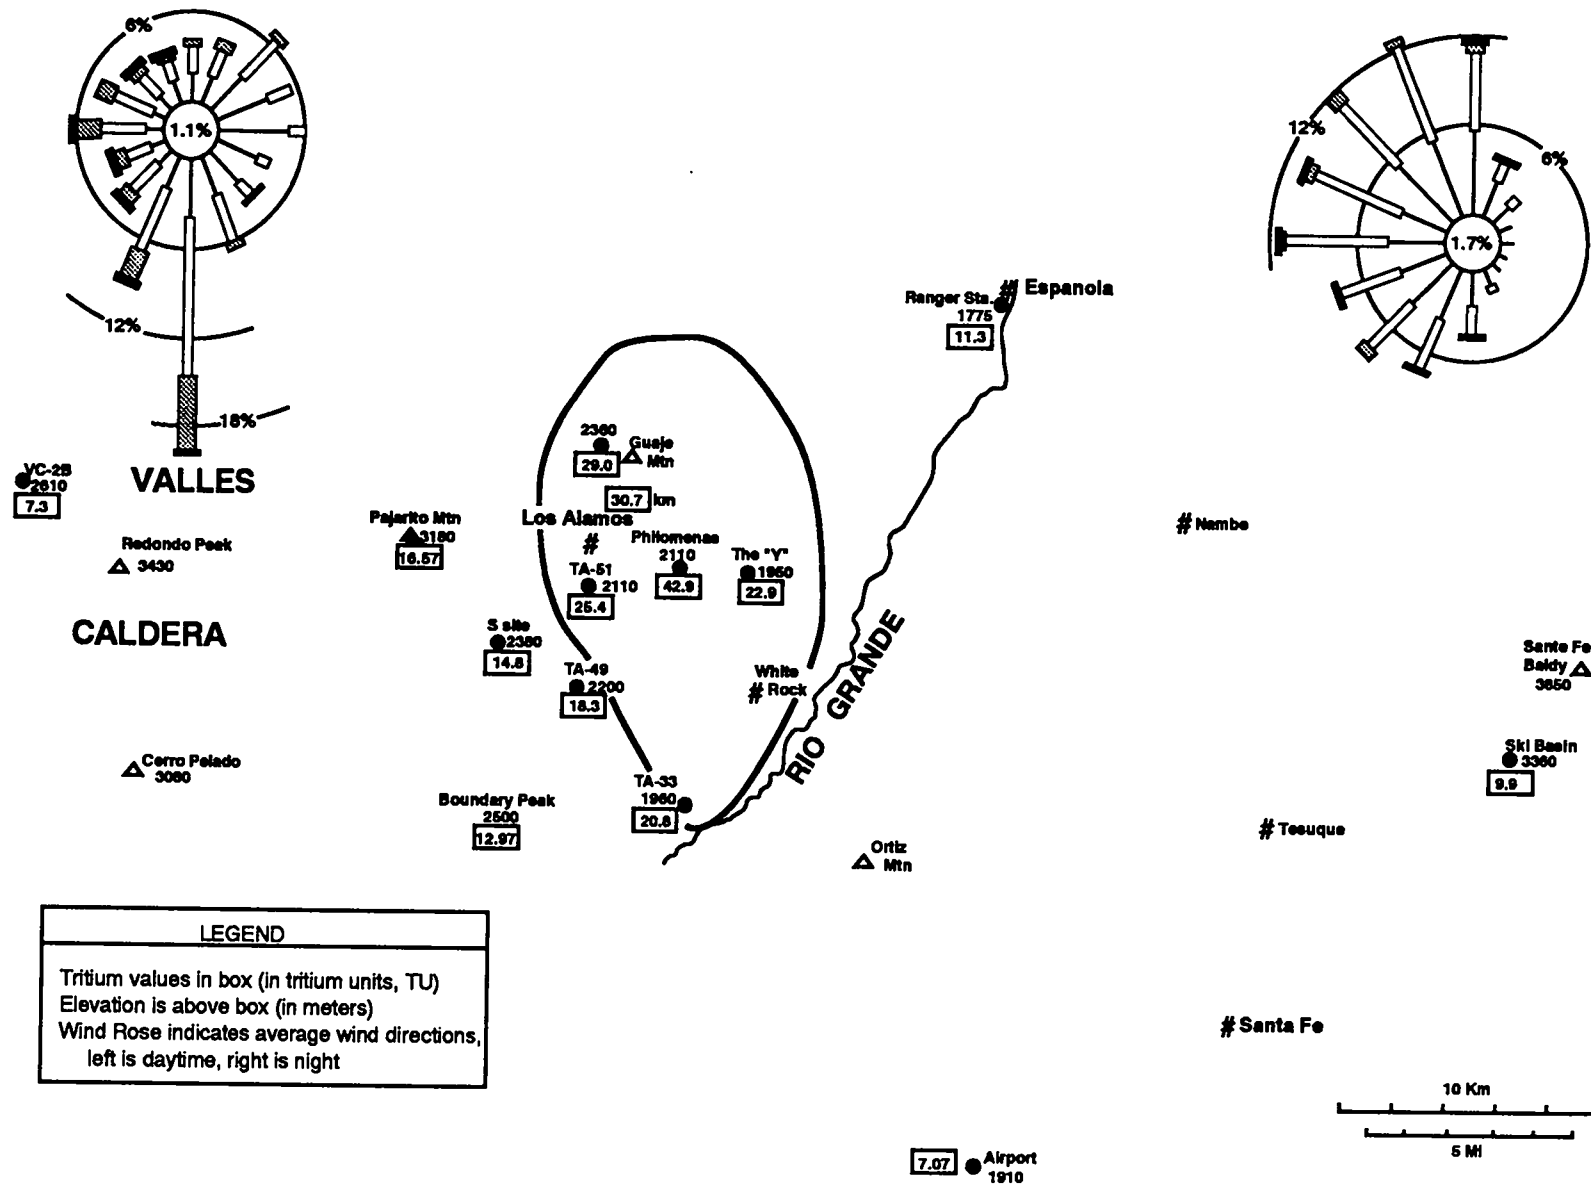 6%
1.1%
12%
18%
12%
6%
1.7%
Ranger Sta.
# Espanola
1775
11.3
VC-2B
2610
7.3
VALLES
Redondo Peak
3430
CALDERA
Cerro Pelado
3080
Pajarito Mtn
3180
16.57
2360
Guaje
Mtn
29.0
30.7 km
Los Alamos
#
TA-51
2110
25.4
Philomenas
2110
42.9
The "Y"
1950
22.9
S site
2380
14.8
TA-49
2200
18.3
White
# Rock
TA-33
1960
20.8
Boundary Peak
2500
12.97
RIO GRANDE
Ortiz
Mtn
# Nambe
Sante Fe
Baldy
3850
Ski Basin
3360
9.9
# Tesuque
# Santa Fe
LEGEND
Tritium values in box (in tritium units, TU)
Elevation is above box (in meters)
Wind Rose indicates average wind directions,
left is daytime, right is night
10 Km
5 Mi
7.07
Airport
1910